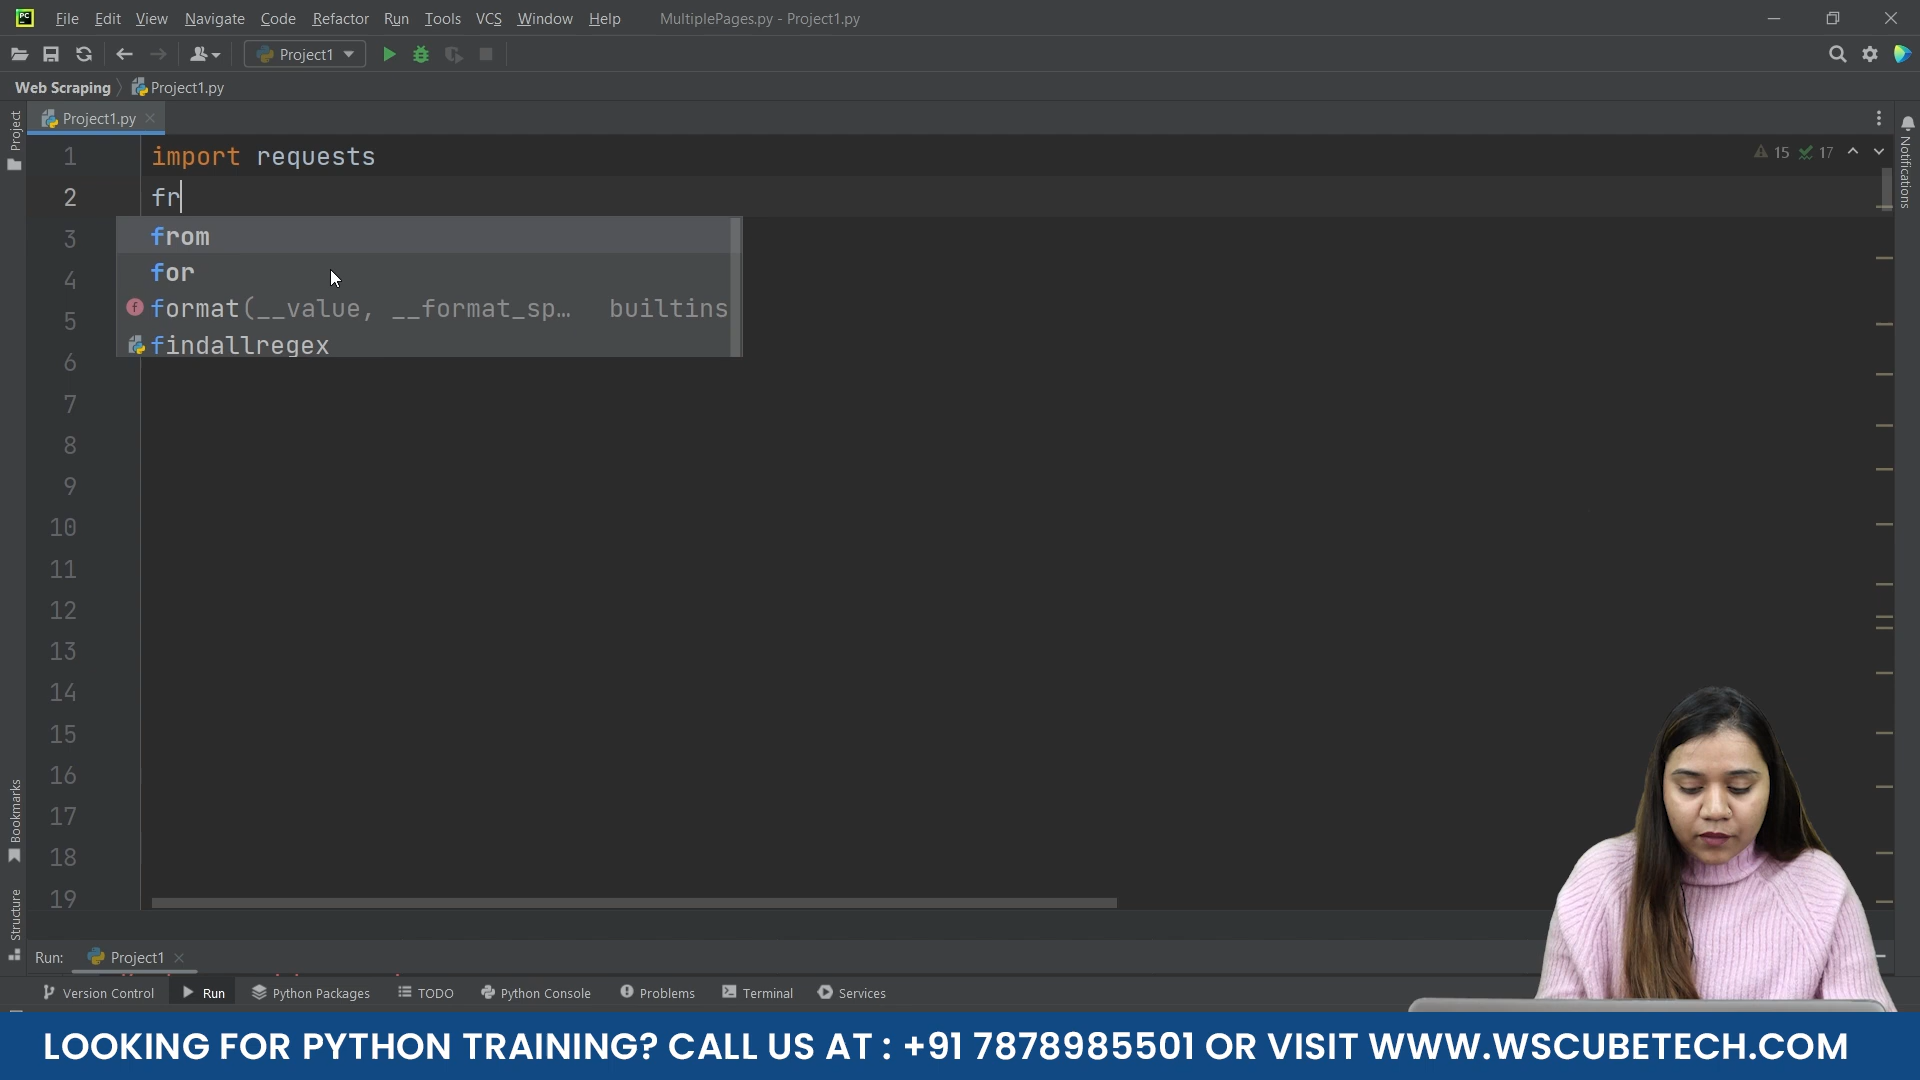 PC File Edit View Navigate Code Refactor Run Tools VCS Window Help MultiplePages.py - Project1.py
Project1
Web Scraping Project1.py
Project Project1.py
Notifications
15 17
1 import requests
2 fr
3 from
4 for
5 format(__value, __format_sp... builtins
f
findallregex
6
7
8
9
10
11
12
13
14
15
16
17
18
19
Bookmarks
Structure
Run: Project1
Version Control Run Python Packages TODO Python Console Problems Terminal Services
LOOKING FOR PYTHON TRAINING? CALL US AT : +91 7878985501 OR VISIT WWW.WSCUBETECH.COM